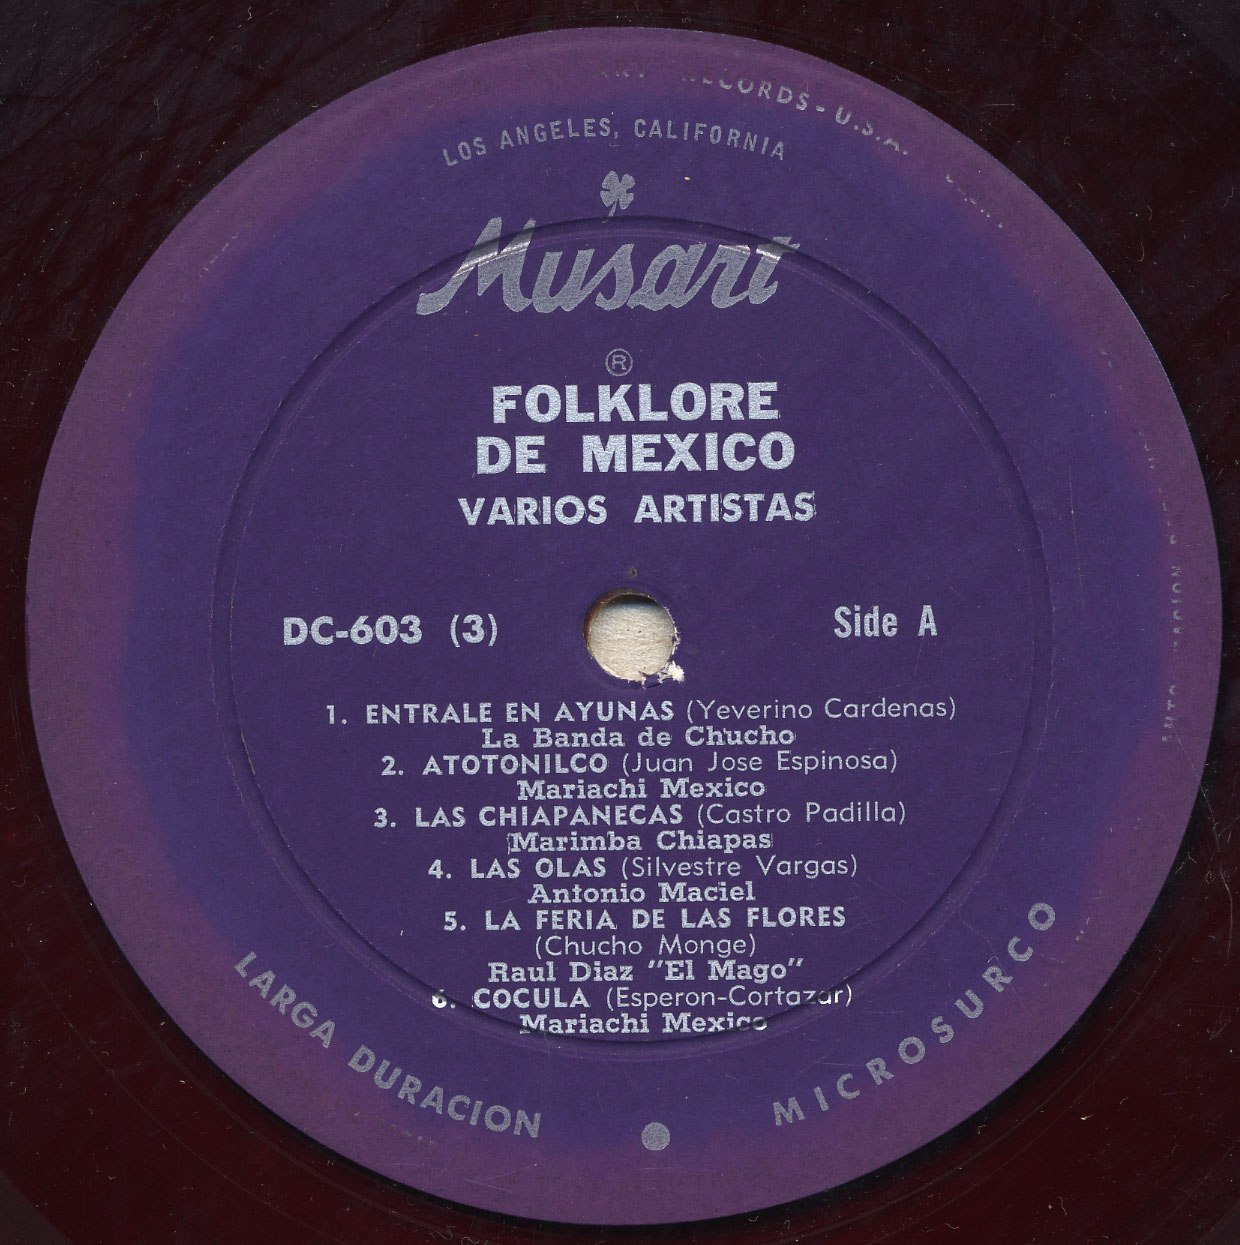 RECORDS - U.S.A.
LOS ANGELES, CALIFORNIA
Musart
®
FOLKLORE
DE MEXICO
VARIOS ARTISTAS
DC-603 (3)
Side A
1. ENTRALE EN AYUNAS (Yeverino Cardenas)
La Banda de Chucho
2. ATOTONILCO (Juan Jose Espinosa)
Mariachi Mexico
3. LAS CHIAPANECAS (Castro Padilla)
Marimba Chiapas
4. LAS OLAS (Silvestre Vargas)
Antonio Maciel
5. LA FERIA DE LAS FLORES
(Chucho Monge)
Raul Diaz "El Mago"
6. COCULA (Esperon-Cortazar)
Mariachi Mexico
LARGA DURACION • MICROSURCO